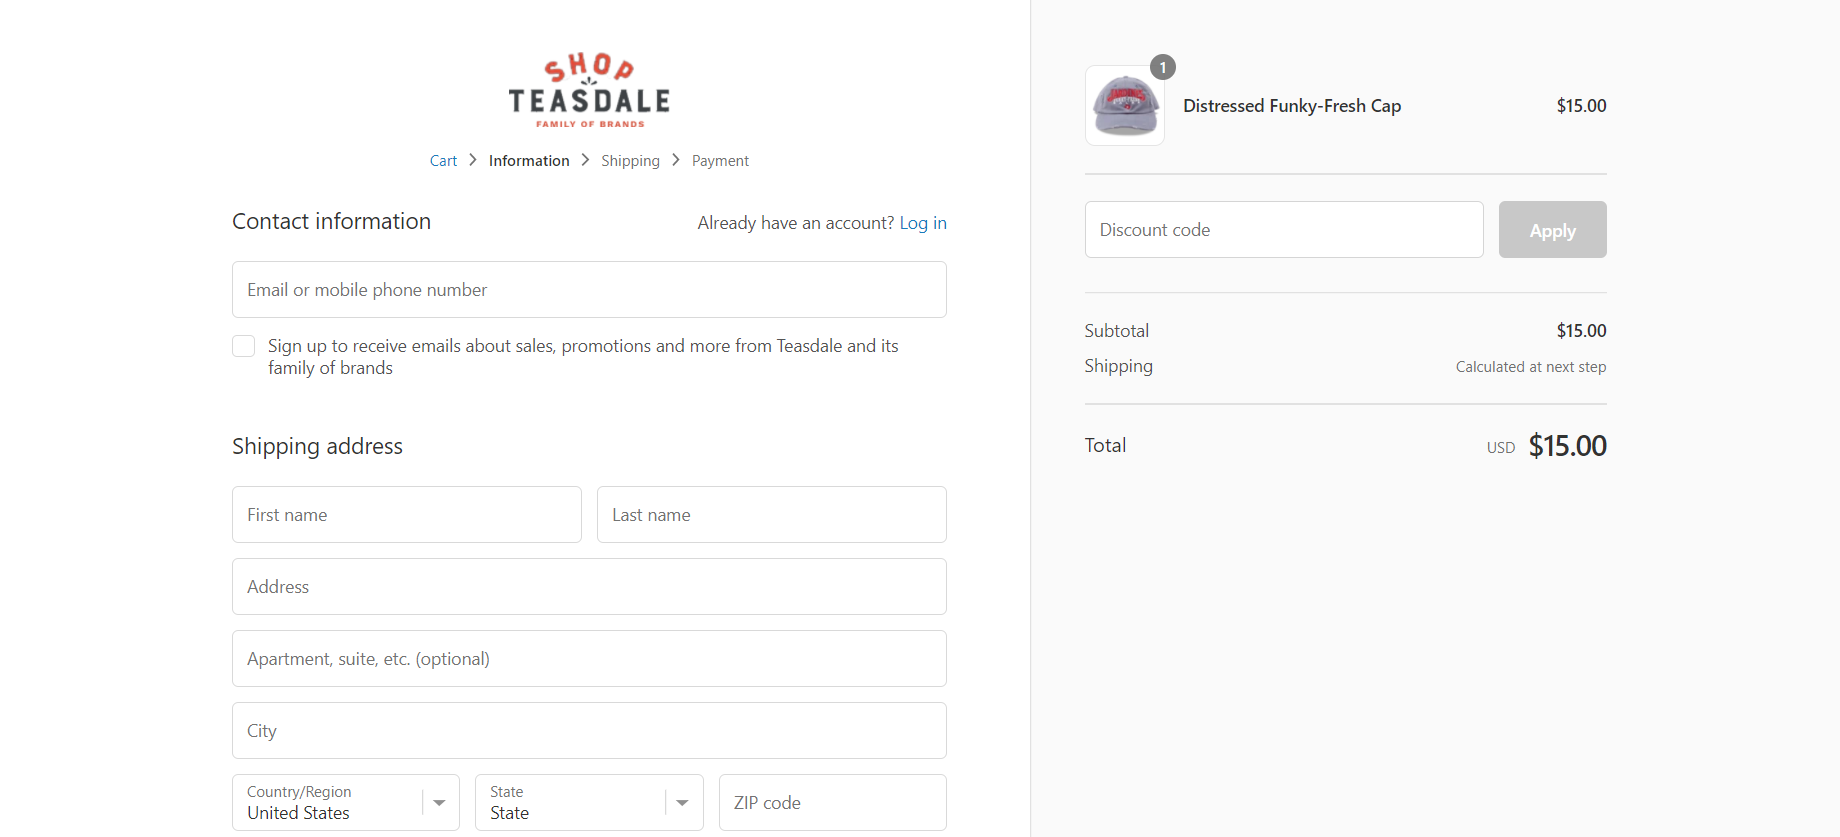 SHOP
TEASDALE
FAMILY OF BRANDS
Cart > Information > Shipping > Payment
Contact information
Already have an account? Log in
Email or mobile phone number
Sign up to receive emails about sales, promotions and more from Teasdale and its
family of brands
Shipping address
First name
Last name
Address
Apartment, suite, etc. (optional)
City
Country/Region
United States
State
State
ZIP code
1
Distressed Funky-Fresh Cap
$15.00
Discount code
Apply
Subtotal
$15.00
Shipping
Calculated at next step
Total
USD $15.00